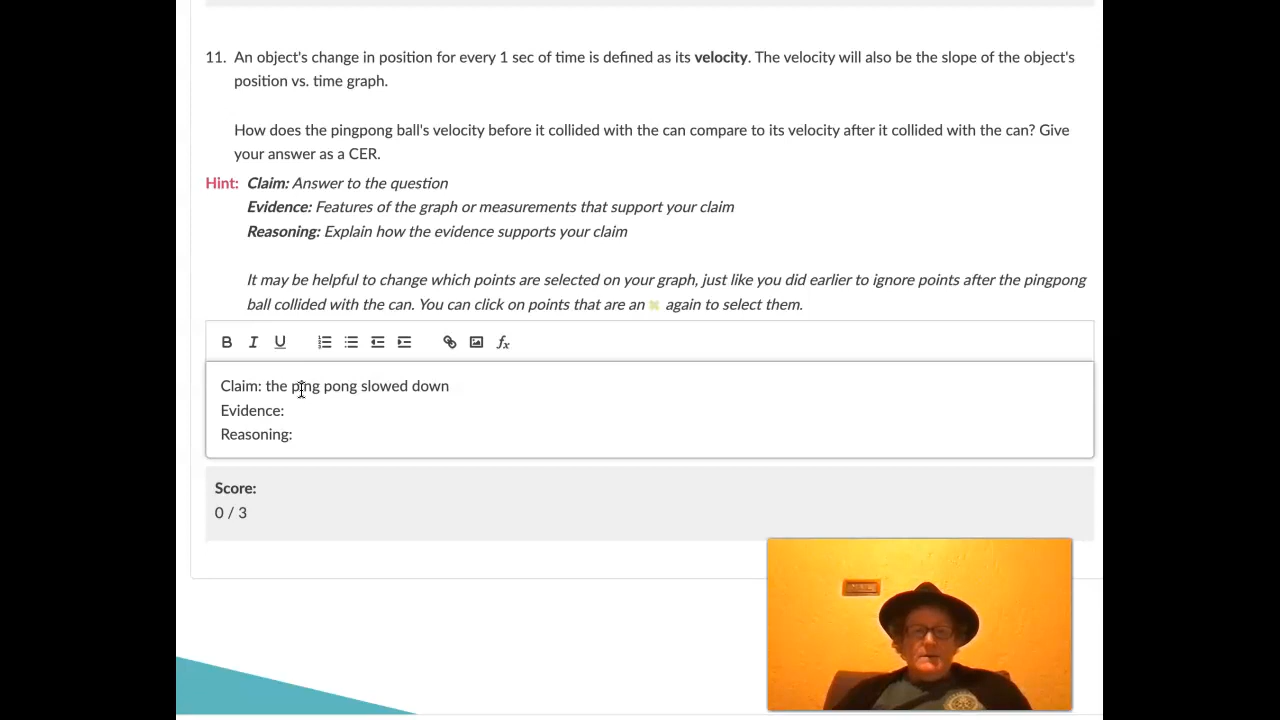 11. An object's change in position for every 1 sec of time is defined as its velocity. The velocity will also be the slope of the object's
position vs. time graph.
How does the pingpong ball's velocity before it collided with the can compare to its velocity after it collided with the can? Give
your answer as a CER.
Hint: Claim: Answer to the question
Evidence: Features of the graph or measurements that support your claim
Reasoning: Explain how the evidence supports your claim
It may be helpful to change which points are selected on your graph, just like you did earlier to ignore points after the pingpong
ball collided with the can. You can click on points that are an again to select them.
B I U fx
Claim: the ping pong slowed down
Evidence:
Reasoning:
Score:
0 / 3